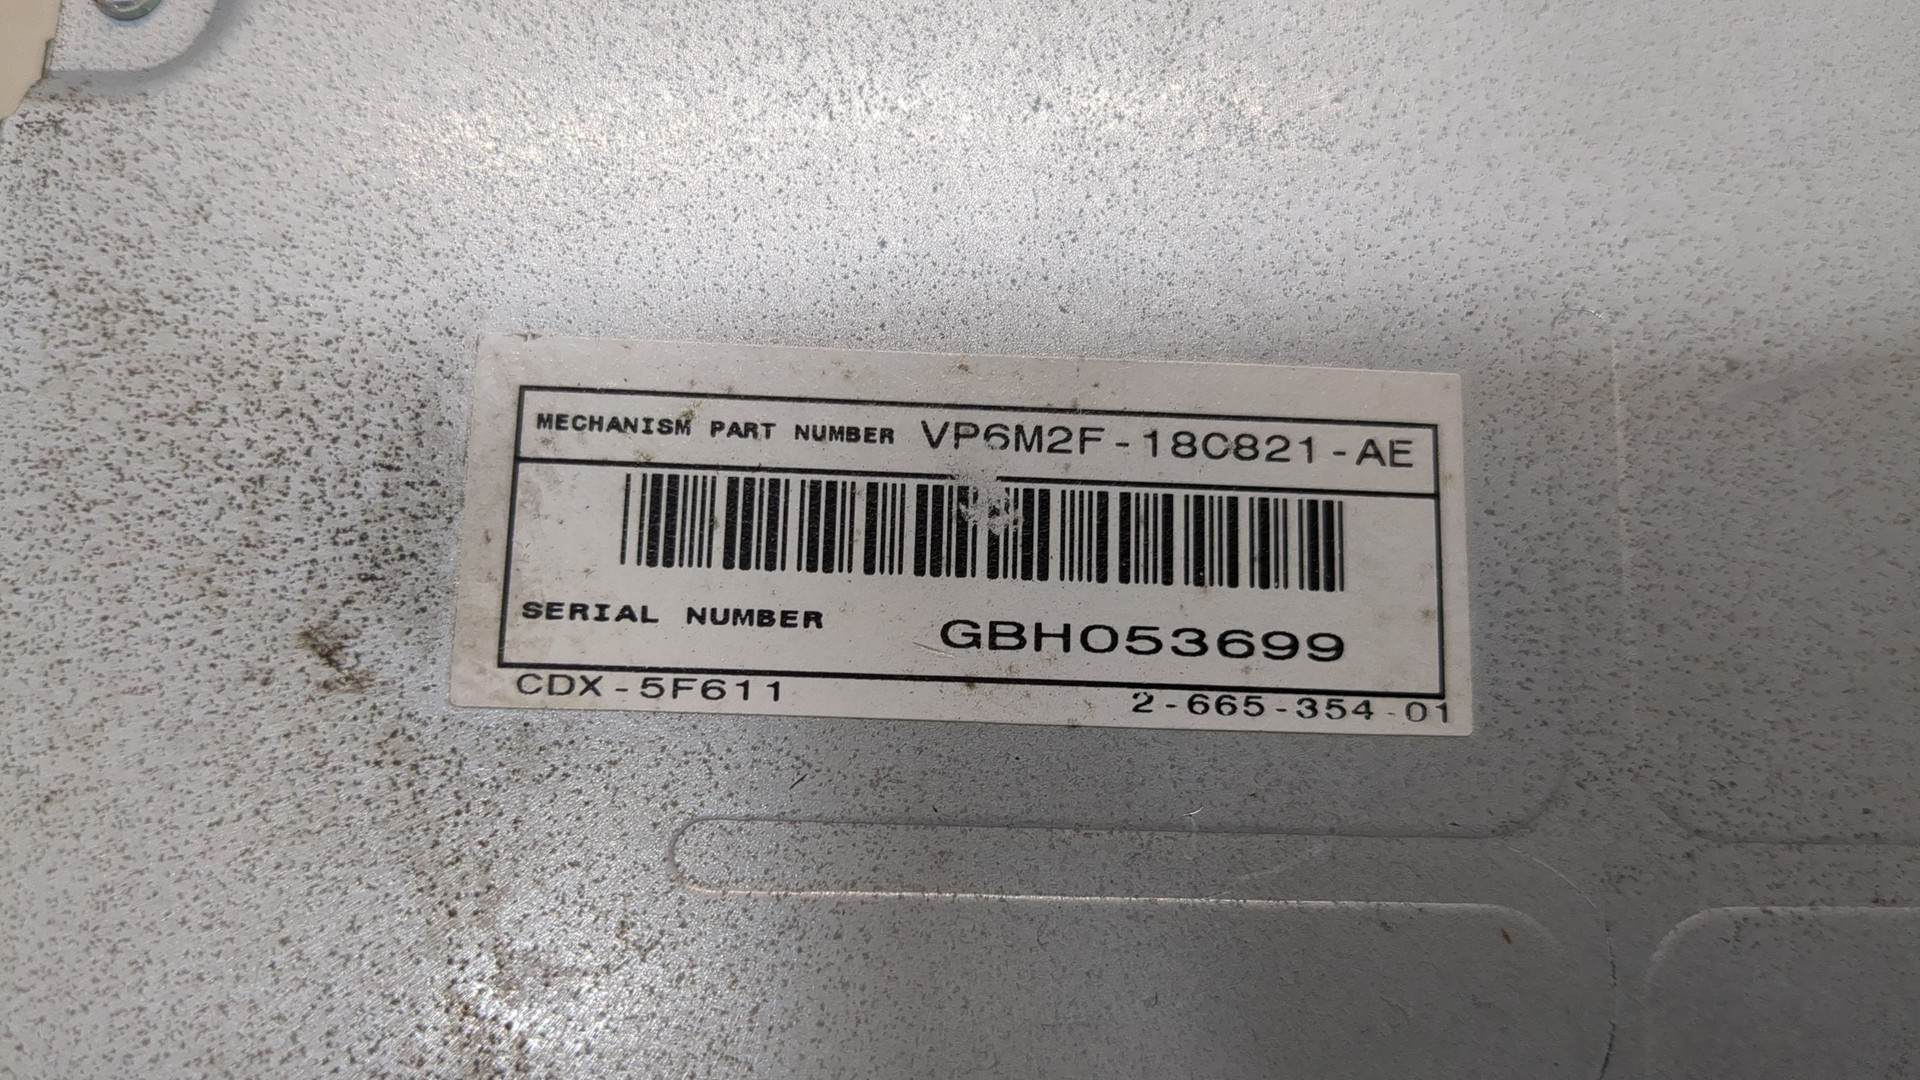 MECHANISM PART NUMBER VP6M2F-18C821-AE
SERIAL NUMBER GBH053699
CDX-5F611 2-665-354-01